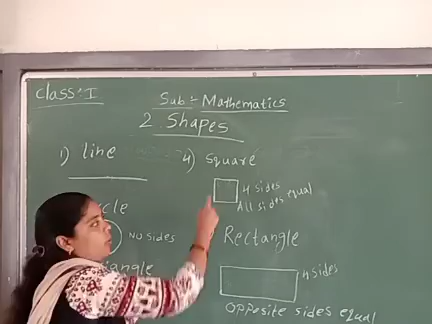 Class:- I
Sub:- Mathematics
2. Shapes
1) line
4) Square
4 sides
All sides equal
rcle
NO sides
Rectangle
angle
4 sides
opposite sides equal